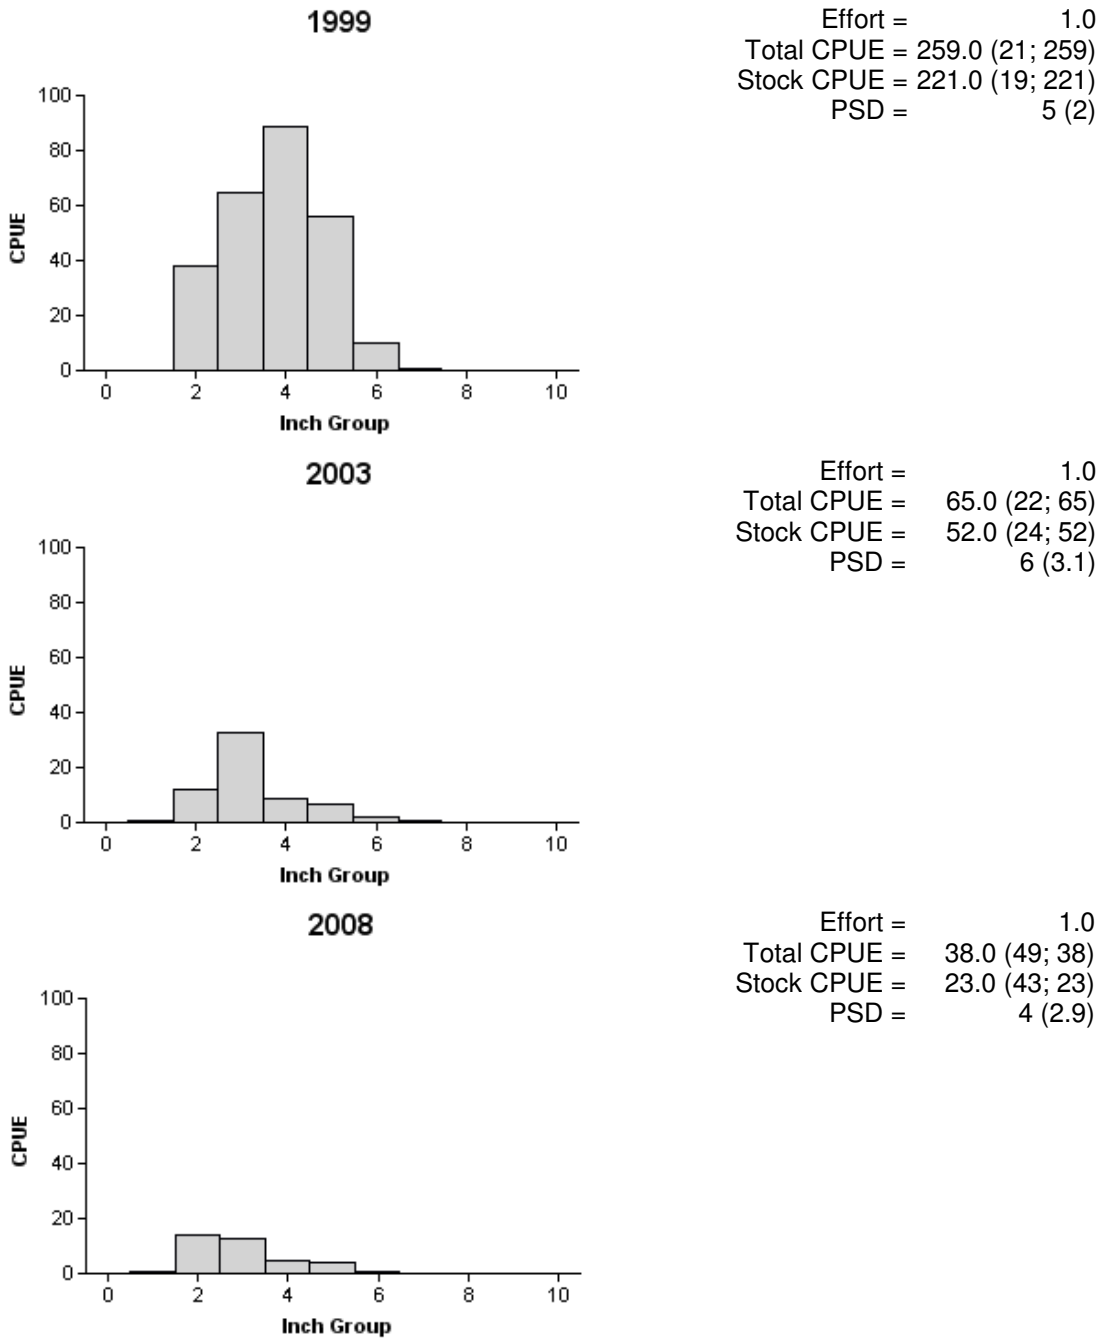 1999
Effort = 1.0
Total CPUE = 259.0 (21; 259)
Stock CPUE = 221.0 (19; 221)
PSD = 5 (2)
100
80
60
40
20
0
CPUE
0 2 4 6 8 10
Inch Group
2003
Effort = 1.0
Total CPUE = 65.0 (22; 65)
Stock CPUE = 52.0 (24; 52)
PSD = 6 (3.1)
100
80
60
40
20
0
CPUE
0 2 4 6 8 10
Inch Group
2008
Effort = 1.0
Total CPUE = 38.0 (49; 38)
Stock CPUE = 23.0 (43; 23)
PSD = 4 (2.9)
100
80
60
40
20
0
CPUE
0 2 4 6 8 10
Inch Group